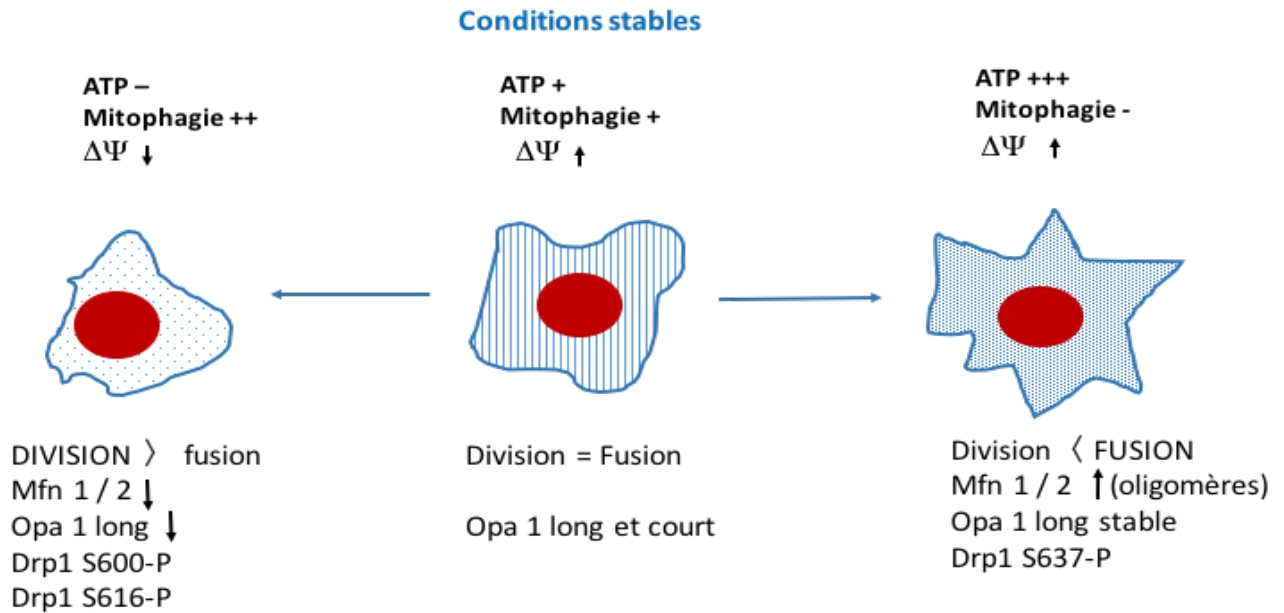 Conditions stables
ATP –
Mitophagie ++
ΔΨ ↓
ATP +
Mitophagie +
ΔΨ ↑
ATP +++
Mitophagie -
ΔΨ ↑
DIVISION 〉 fusion
Mfn 1 / 2 ↓
Opa 1 long ↓
Drp1 S600-P
Drp1 S616-P
Division = Fusion
Opa 1 long et court
Division 〈 FUSION
Mfn 1 / 2 ↑ (oligomères)
Opa 1 long stable
Drp1 S637-P